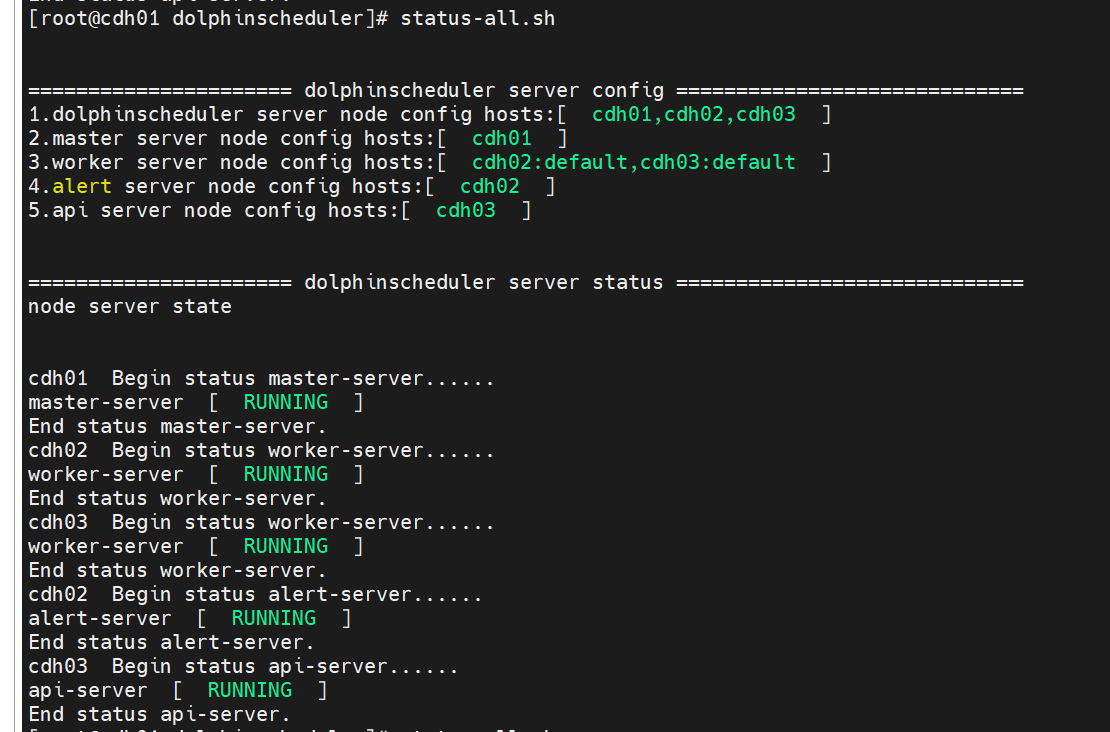 [root@cdh01 dolphinscheduler]# status-all.sh
====================== dolphinscheduler server config =============================
1.dolphinscheduler server node config hosts:[  cdh01,cdh02,cdh03  ]
2.master server node config hosts:[  cdh01  ]
3.worker server node config hosts:[  cdh02:default,cdh03:default  ]
4.alert server node config hosts:[  cdh02  ]
5.api server node config hosts:[  cdh03  ]
====================== dolphinscheduler server status =============================
node server state
cdh01  Begin status master-server......
master-server  [  RUNNING  ]
End status master-server.
cdh02  Begin status worker-server......
worker-server  [  RUNNING  ]
End status worker-server.
cdh03  Begin status worker-server......
worker-server  [  RUNNING  ]
End status worker-server.
cdh02  Begin status alert-server......
alert-server  [  RUNNING  ]
End status alert-server.
cdh03  Begin status api-server......
api-server  [  RUNNING  ]
End status api-server.